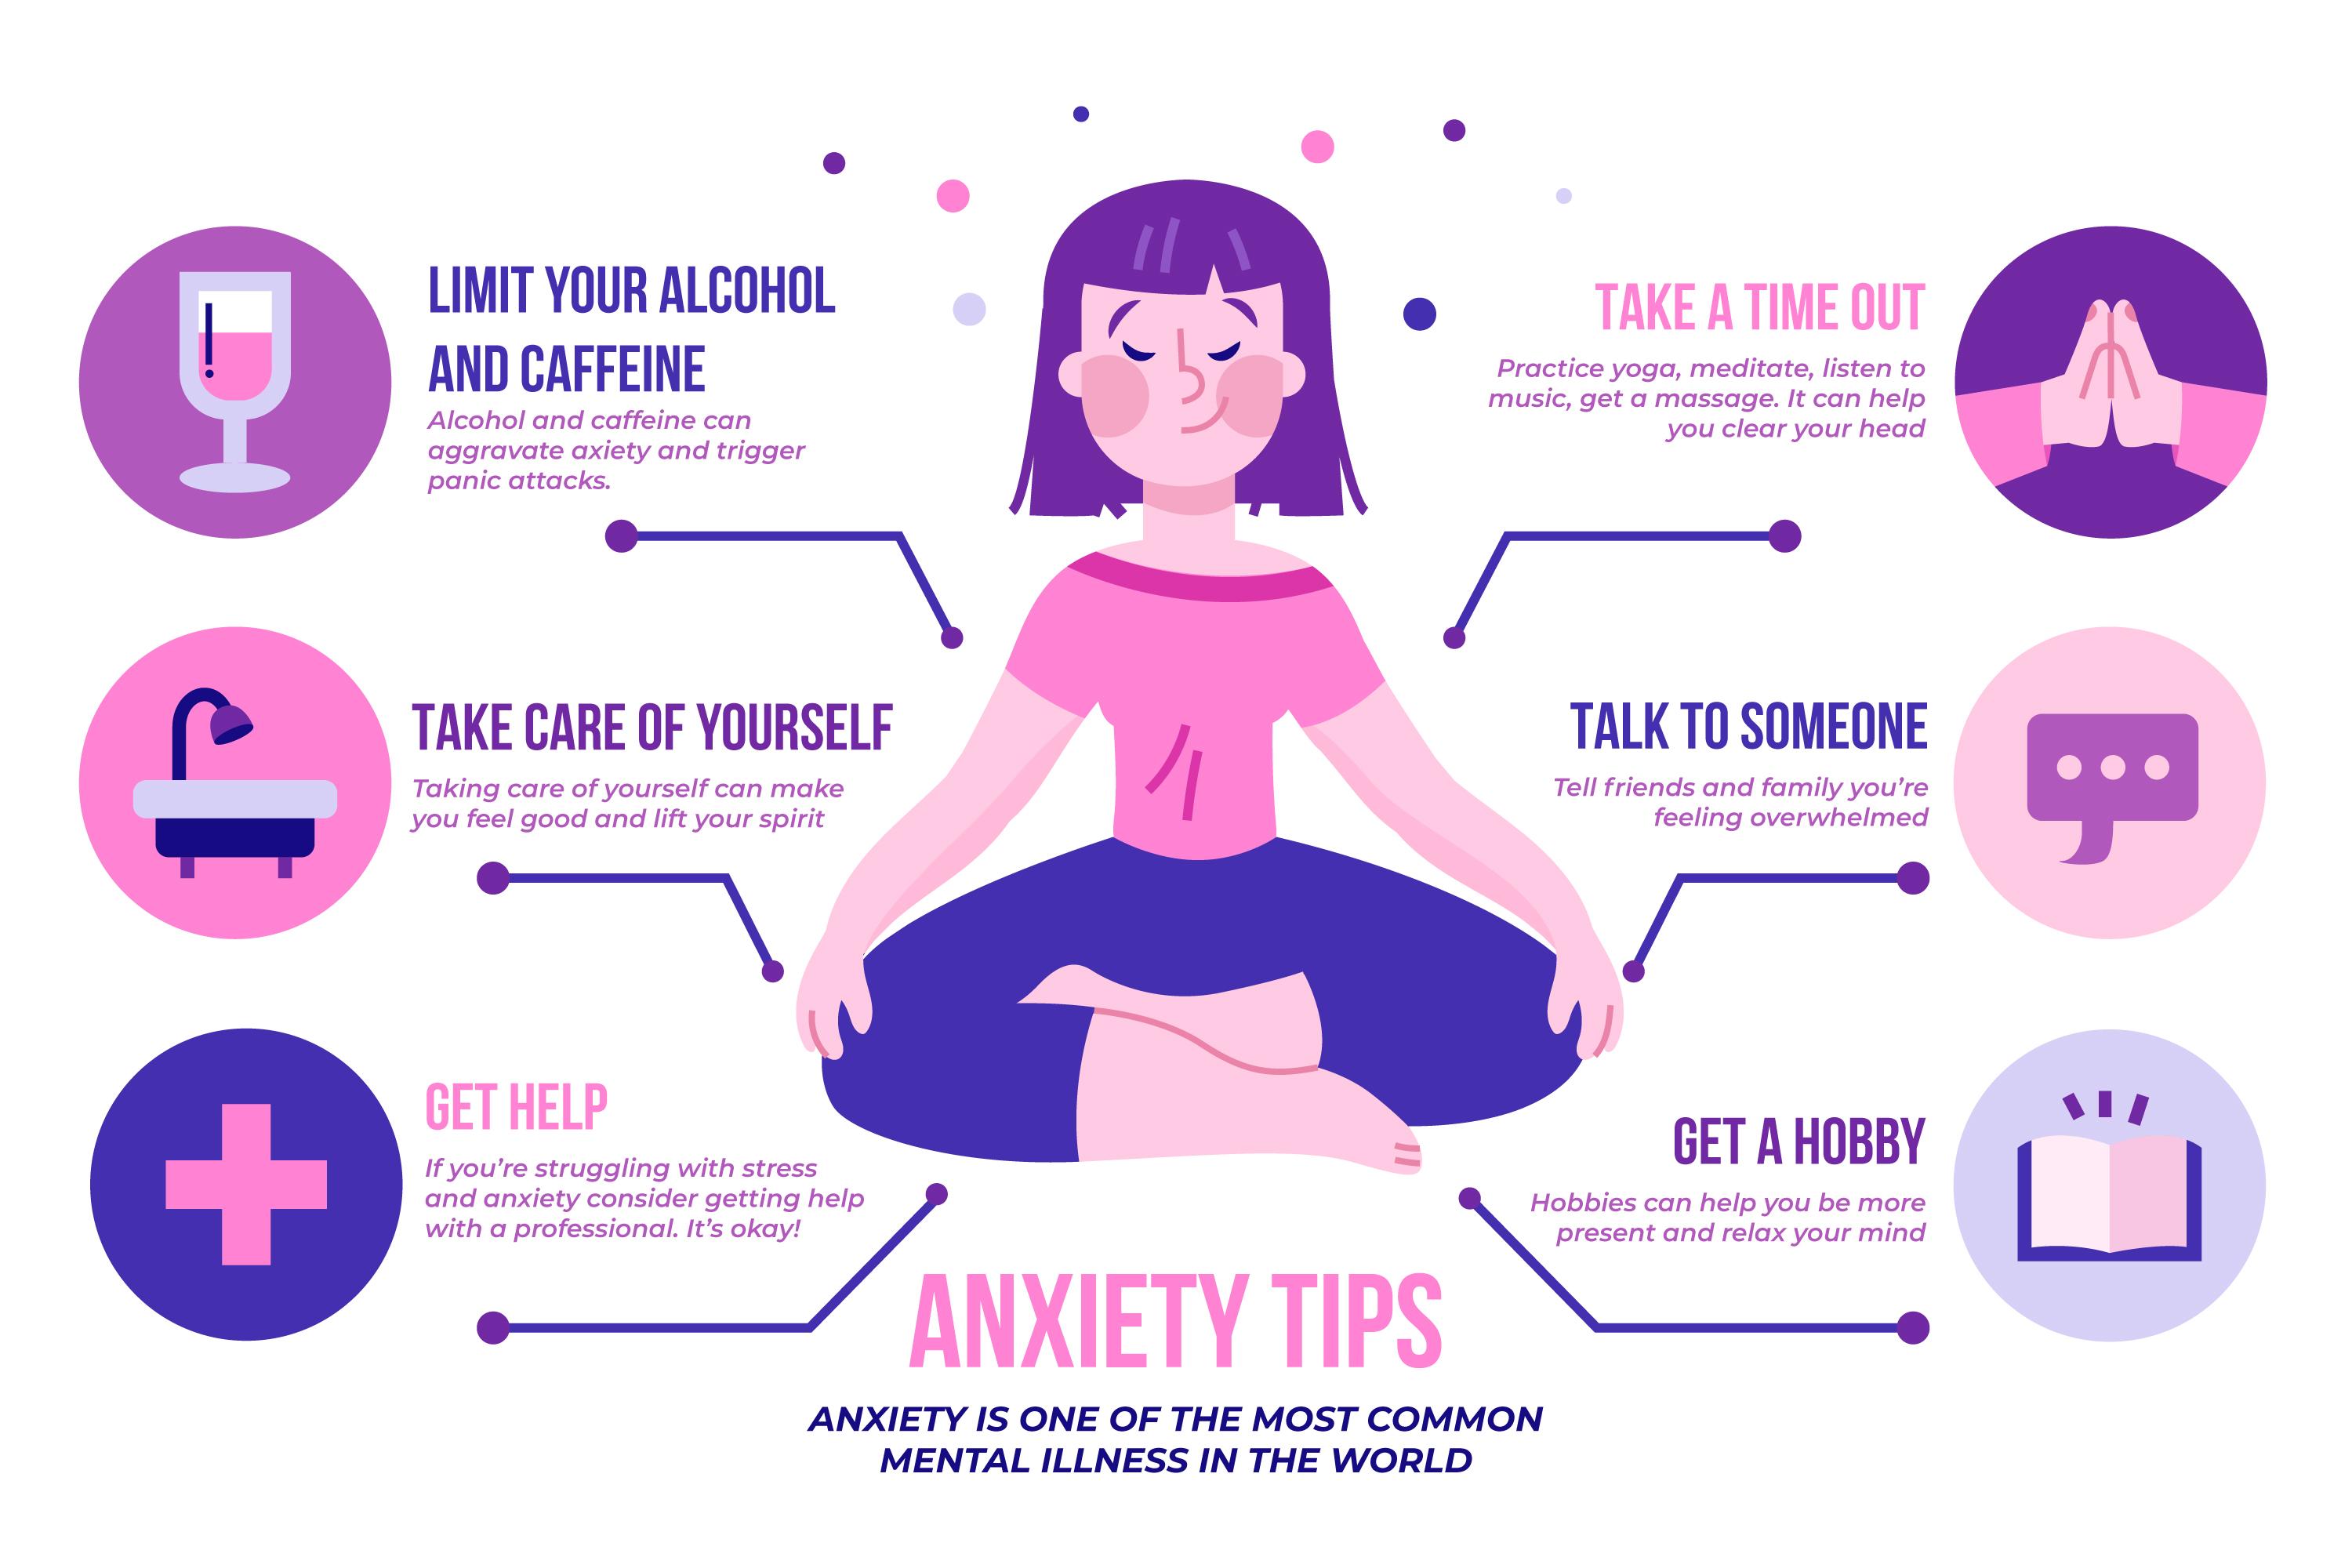 LIMIT YOUR ALCOHOL
AND CAFFEINE
Alcohol and caffeine can
aggravate axiety and trigger
panic attacks.
TAKE CARE OF YOURSELF
Taking care of yourself can make
you feel good and lift your spirit
GET HELP
If you’re struggling with stress
and anxiety consider getting help
with a professional. It’s okay!
TAKE A TIME OUT
Practice yoga, meditate, listen to
music, get a massage. It can help
you clear your head
TALK TO SOMEONE
Tell friends and family you’re
feeling overwhelmed
GET A HOBBY
Hobbies can help you be more
present and relax your mind
ANXIETY TIPS
ANXIETY IS ONE OF THE MOST COMMON
MENTAL ILLNESS IN THE WORLD